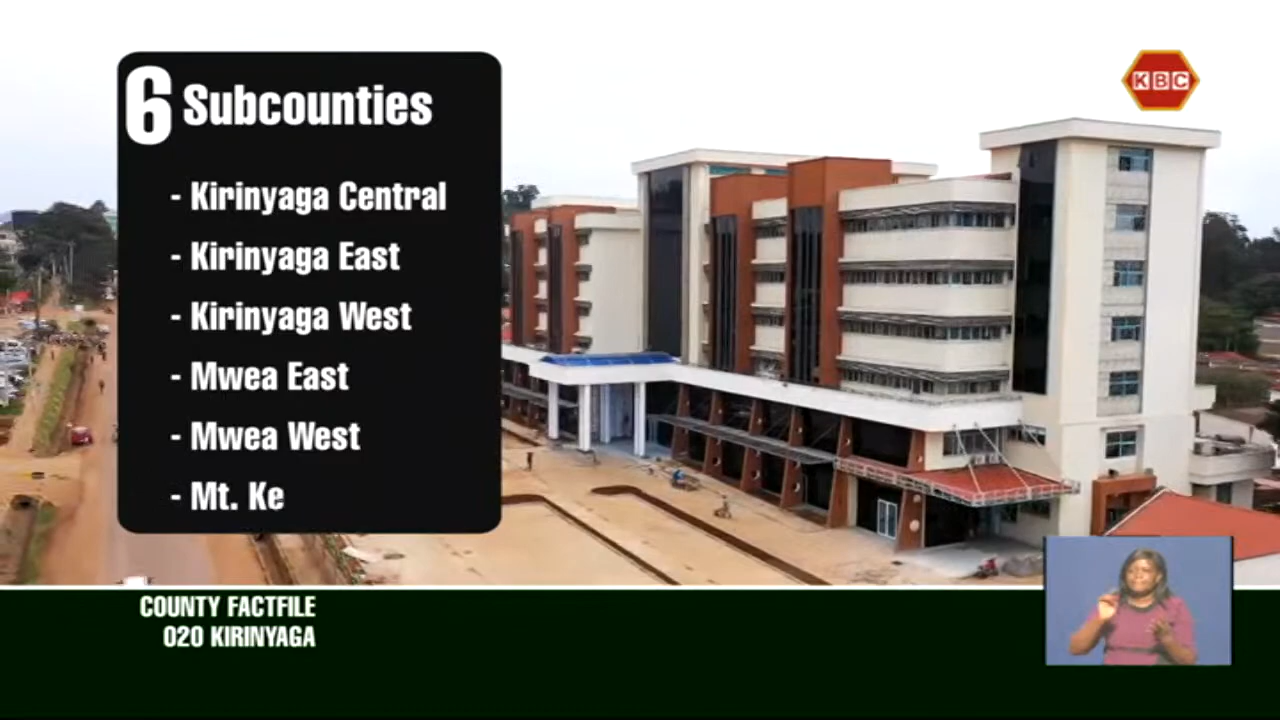 6 Subcounties
- Kirinyaga Central
- Kirinyaga East
- Kirinyaga West
- Mwea East
- Mwea West
- Mt. Ke
KBC
COUNTY FACTFILE
020 KIRINYAGA